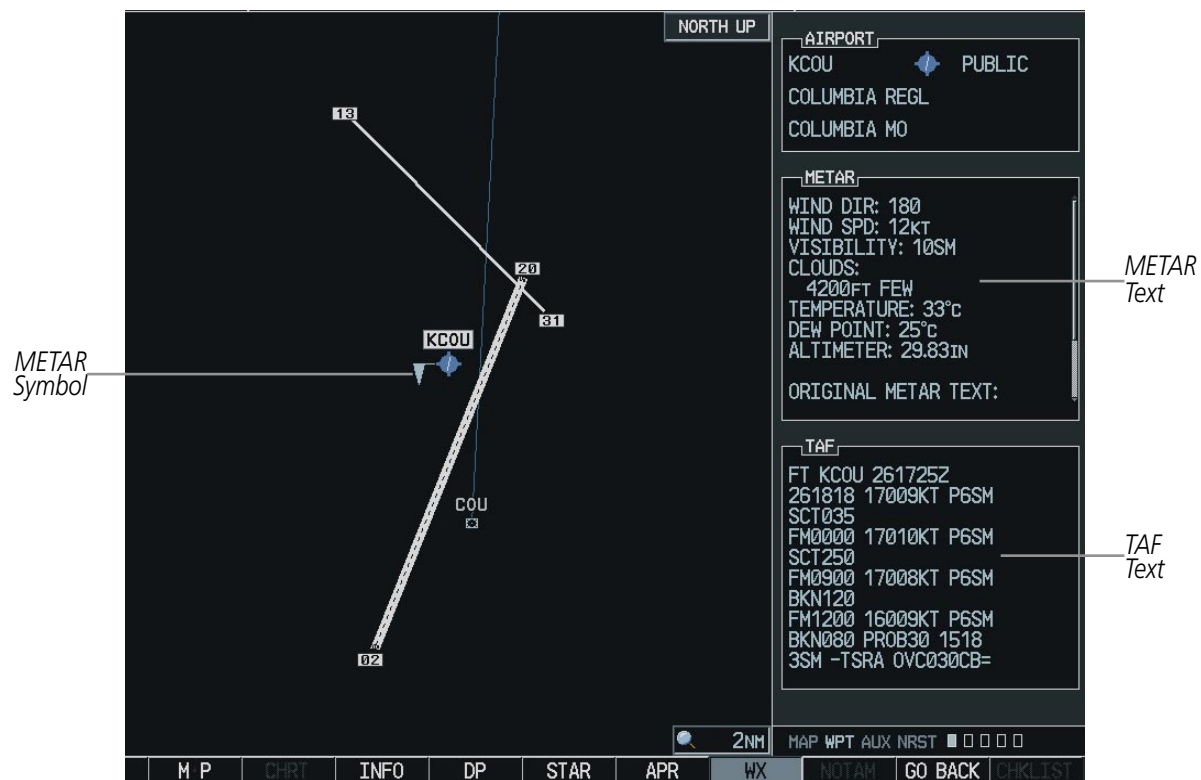 NORTH UP
13
20
31
KCOU
COU
02
2NM
METAR
Symbol
AIRPORT
KCOU PUBLIC
COLUMBIA REGL
COLUMBIA MO
METAR
WIND DIR: 180
WIND SPD: 12KT
VISIBILITY: 10SM
CLOUDS:
4200FT FEW
TEMPERATURE: 33°C
DEW POINT: 25°C
ALTIMETER: 29.83IN
ORIGINAL METAR TEXT:
METAR
Text
TAF
FT KCOU 261725Z
261818 17009KT P6SM
SCT035
FM0000 17010KT P6SM
SCT250
FM0900 17008KT P6SM
BKN120
FM1200 16009KT P6SM
BKN080 PROB30 1518
3SM -TSRA OVC030CB=
TAF
Text
MAP WPT AUX NRST
M P CHRT INFO DP STAR APR WX NOTAM GO BACK CHKLIST